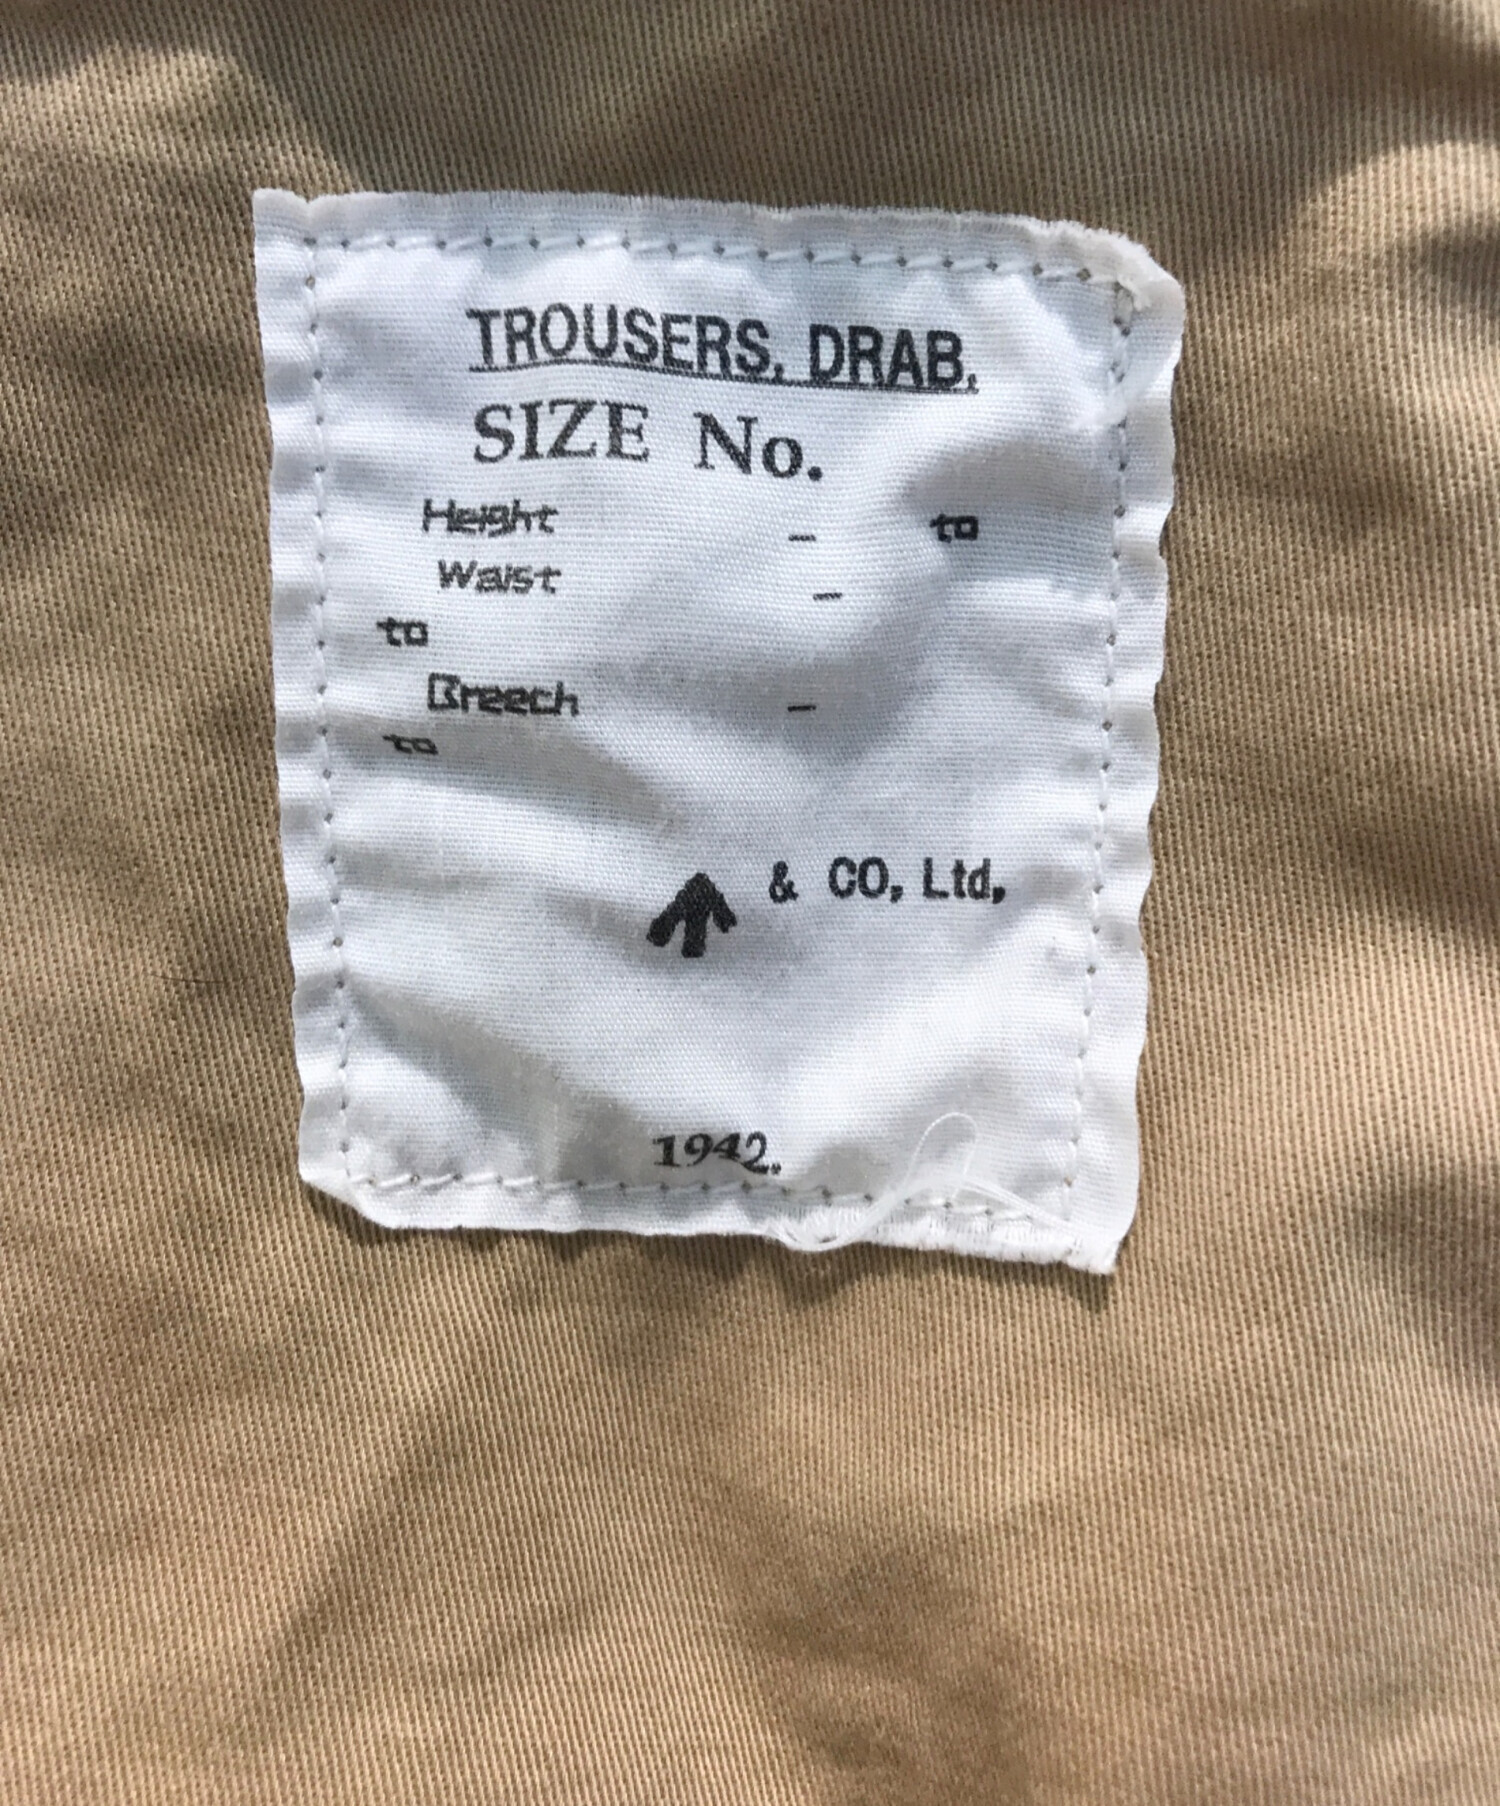 TROUSERS, DRAB,
SIZE No.
Height - to
Waist -
to
Breech -
to
& CO, Ltd,
1942.